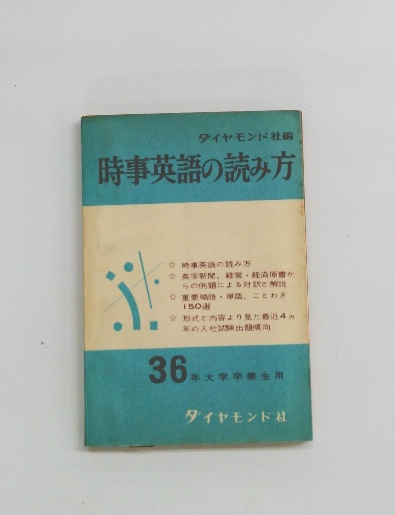 ダイヤモンド社編
時事英語の読み方
☆ 時事英語の読み方
☆ 英字新聞、経営・経済原書か
らの例題による対訳と解説
☆ 重要略語・単語、ことわざ
150選
☆ 形式と内容より見た最近4ヵ
年の入社試験出題傾向
36年大学卒業生用
ダイヤモンド社